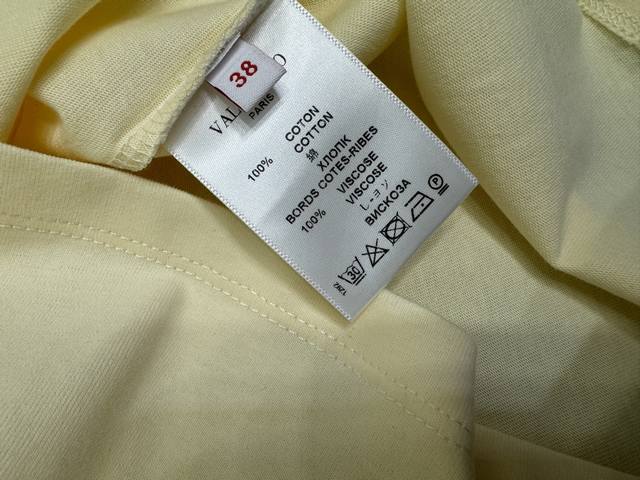 38
PARIS
100% COTON
COTTON
綿
ХЛОПК
BORDS COTES-RIBES
100% VISCOSE
VISCOSE
レーヨン
ВИСКОЗА
30